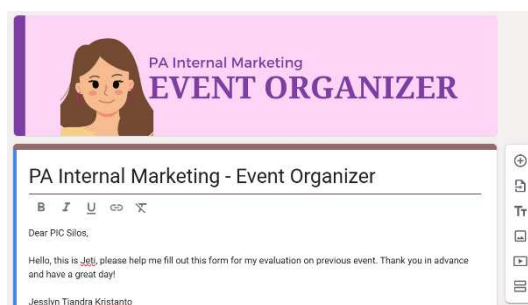 PA Internal Marketing
EVENT ORGANIZER
PA Internal Marketing - Event Organizer
B I U
Dear PIC Silos,
Hello, this is Jeti, please help me fill out this form for my evaluation on previous event. Thank you in advance
and have a great day!
Jesslyn Tiandra Kristanto
Tт